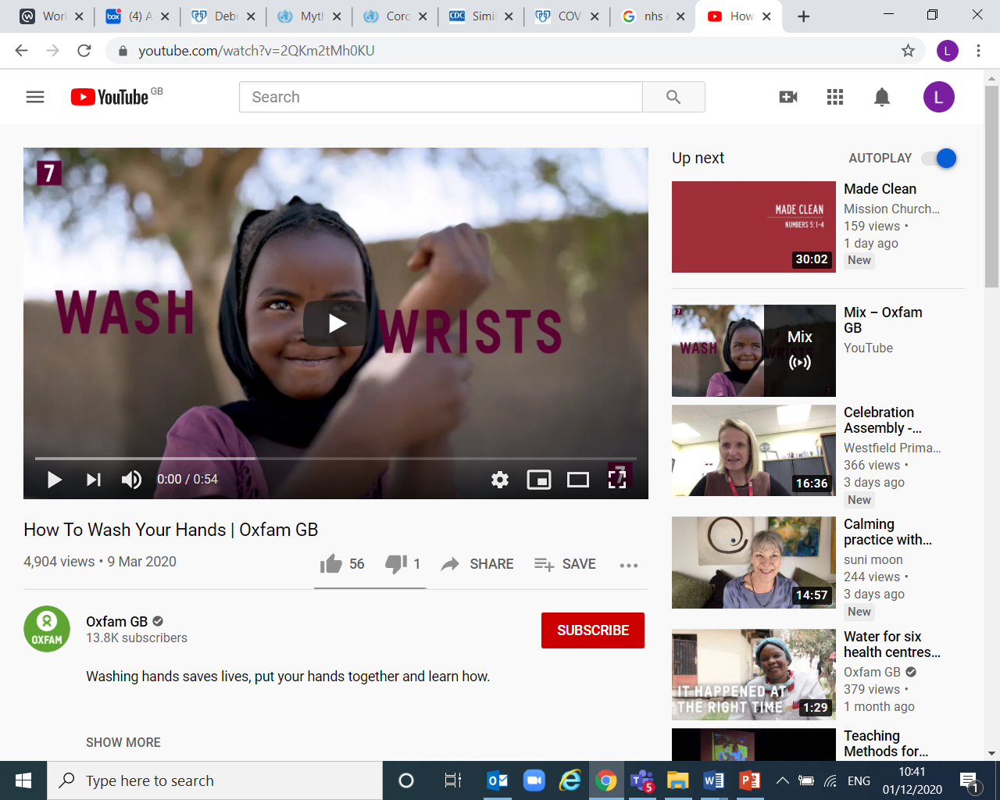 Worl
(4) A
Debu
Myth
Coro
CDC
Simil
COV
nhs c
How
youtube.com/watch?v=2QKm2tMh0KU
L
YouTube GB
Search
L
7
WASH WRISTS
0:00 / 0:54
7
How To Wash Your Hands | Oxfam GB
4,904 views • 9 Mar 2020
56
1
SHARE
SAVE
OXFAM
Oxfam GB
13.8K subscribers
SUBSCRIBE
Washing hands saves lives, put your hands together and learn how.
SHOW MORE
Up next
AUTOPLAY
MADE CLEAN
NUMBERS 5:1-4
30:02
Made Clean
Mission Church...
159 views •
1 day ago
New
WASH
Mix
Mix – Oxfam
GB
YouTube
16:36
Celebration
Assembly -...
Westfield Prima...
366 views •
3 days ago
New
14:57
Calming
practice with...
suni moon
244 views •
3 days ago
New
IT HAPPENED AT
THE RIGHT TIME
1:29
Water for six
health centres...
Oxfam GB
379 views •
1 month ago
Teaching
Methods for...
Type here to search
5
ENG
10:41
01/12/2020
1